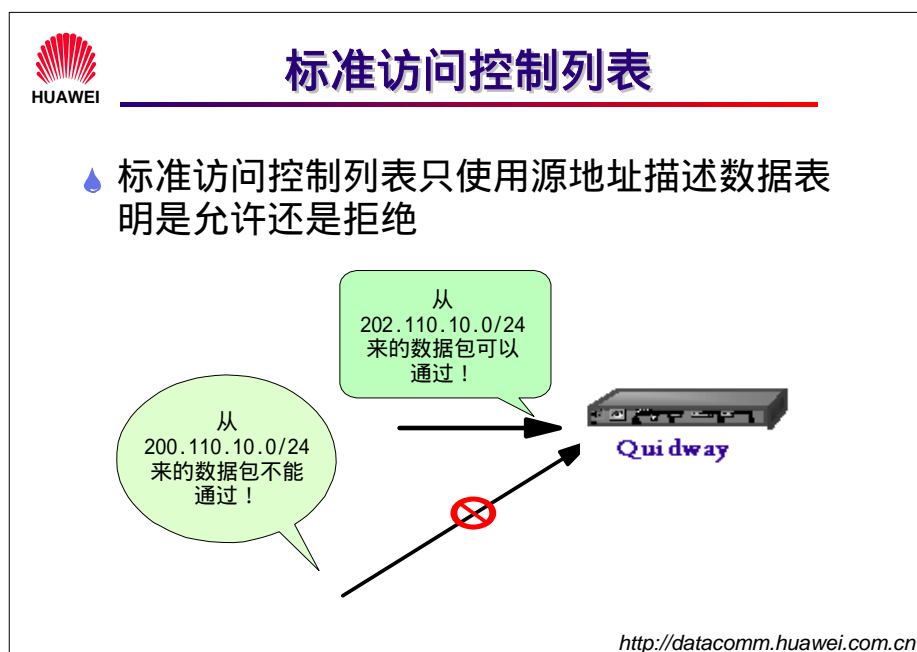 标准访问控制列表
HUAWEI
标准访问控制列表只使用源地址描述数据表
明是允许还是拒绝
从
202.110.10.0/24
来的数据包可以
通过！
从
200.110.10.0/24
来的数据包不能
通过！
Quidway
http://datacomm.huawei.com.cn